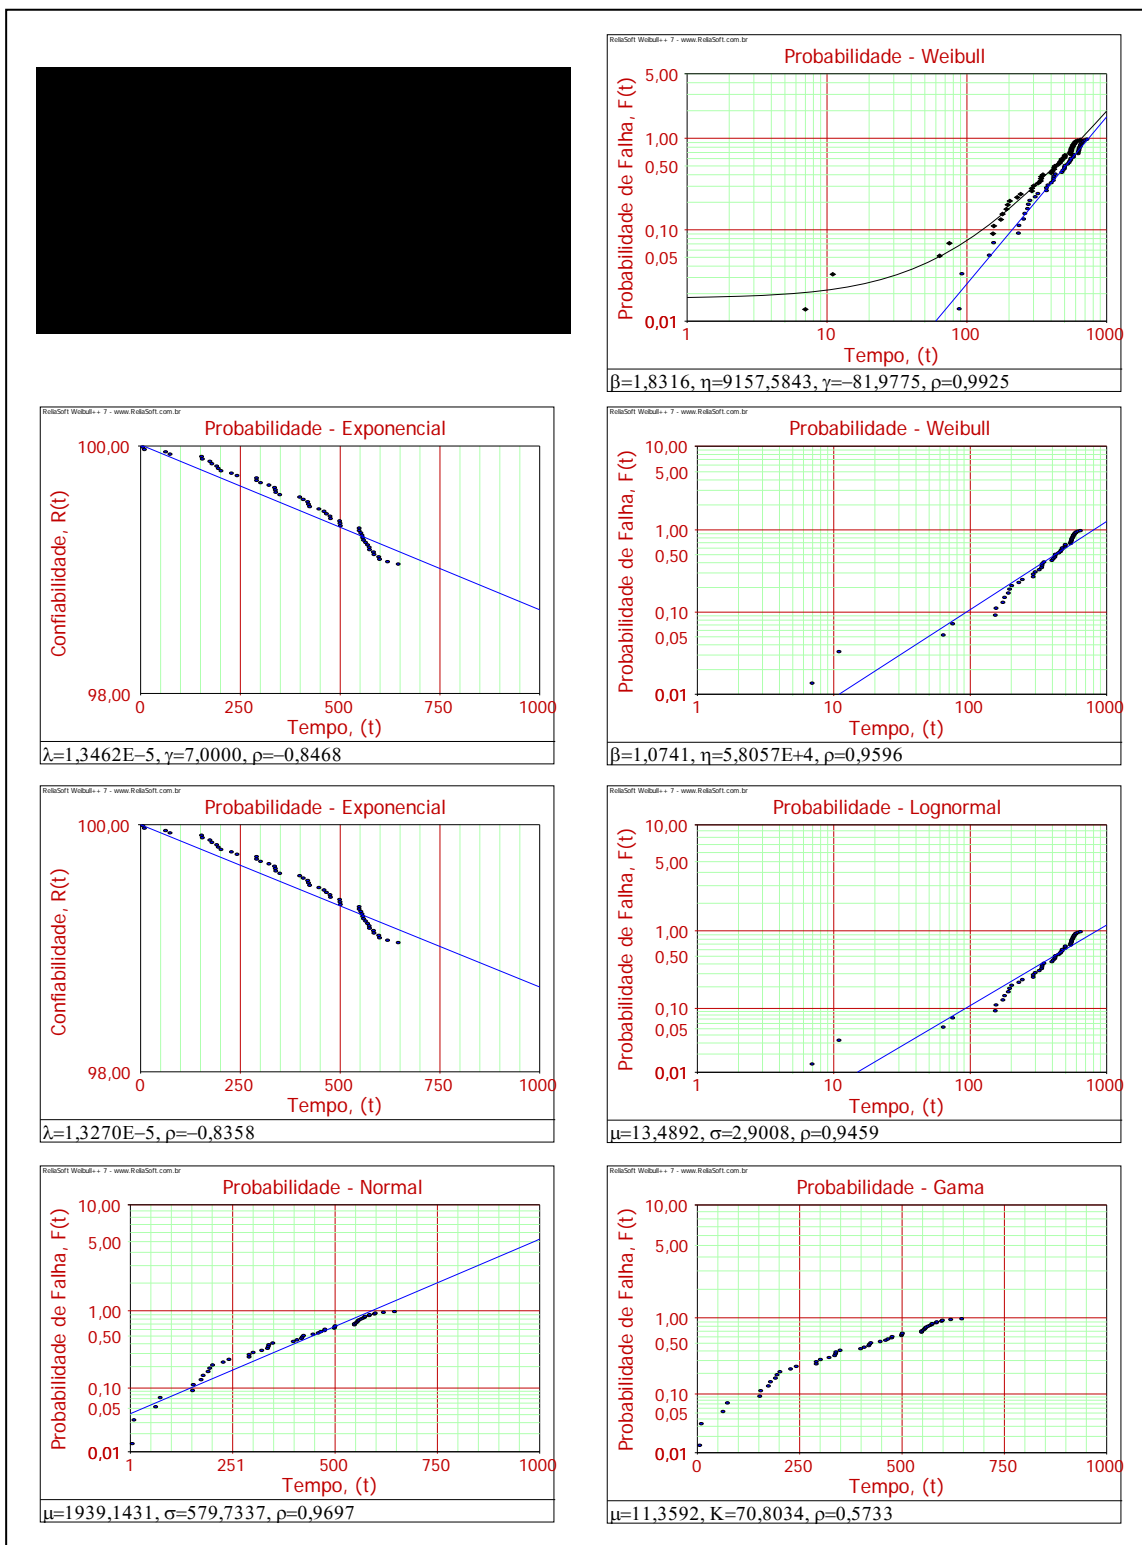 ReliaSoft Weibull++ 7 - www.ReliaSoft.com.br
Probabilidade - Weibull
Probabilidade de Falha, F(t)
5,00
1,00
0,50
0,10
0,05
0,01
0,01
1
10
100
1000
Tempo, (t)
β=1,8316, η=9157,5843, γ=−81,9775, ρ=0,9925
ReliaSoft Weibull++ 7 - www.ReliaSoft.com.br
Probabilidade - Exponencial
Confiabilidade, R(t)
100,00
98,00
0
250
500
750
1000
Tempo, (t)
λ=1,3462E−5, γ=7,0000, ρ=−0,8468
ReliaSoft Weibull++ 7 - www.ReliaSoft.com.br
Probabilidade - Weibull
Probabilidade de Falha, F(t)
10,00
5,00
1,00
0,50
0,10
0,05
0,01
0,01
1
10
100
1000
Tempo, (t)
β=1,0741, η=5,8057E+4, ρ=0,9596
ReliaSoft Weibull++ 7 - www.ReliaSoft.com.br
Probabilidade - Exponencial
Confiabilidade, R(t)
100,00
98,00
0
250
500
750
1000
Tempo, (t)
λ=1,3270E−5, ρ=−0,8358
ReliaSoft Weibull++ 7 - www.ReliaSoft.com.br
Probabilidade - Lognormal
Probabilidade de Falha, F(t)
10,00
5,00
1,00
0,50
0,10
0,05
0,01
0,01
1
10
100
1000
Tempo, (t)
μ=13,4892, σ=2,9008, ρ=0,9459
ReliaSoft Weibull++ 7 - www.ReliaSoft.com.br
Probabilidade - Normal
Probabilidade de Falha, F(t)
10,00
5,00
1,00
0,50
0,10
0,05
0,01
0,01
1
251
500
750
1000
Tempo, (t)
μ=1939,1431, σ=579,7337, ρ=0,9697
ReliaSoft Weibull++ 7 - www.ReliaSoft.com.br
Probabilidade - Gama
Probabilidade de Falha, F(t)
10,00
5,00
1,00
0,50
0,10
0,05
0,01
0,01
0
250
500
750
1000
Tempo, (t)
μ=11,3592, K=70,8034, ρ=0,5733